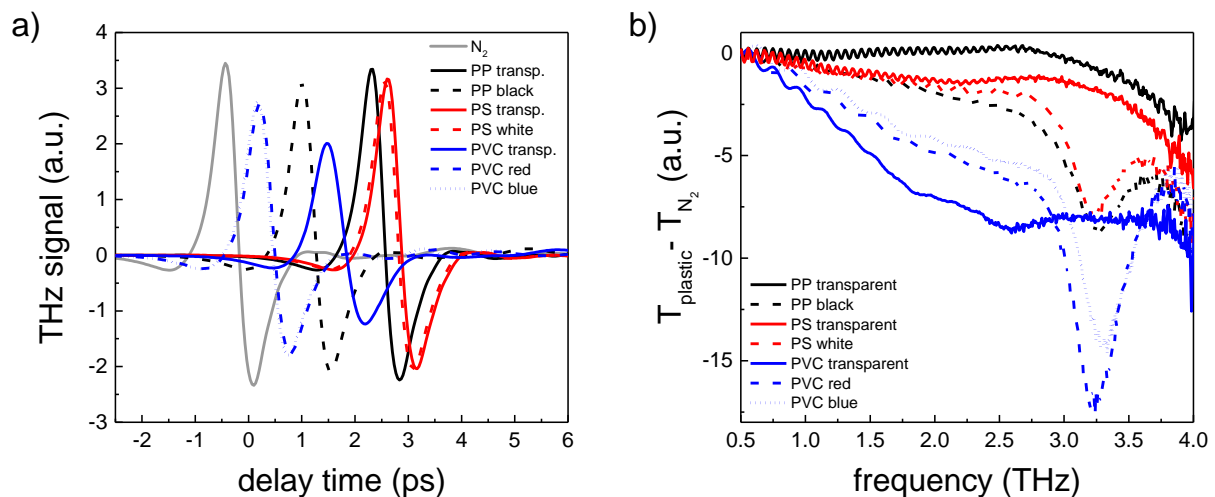 a)
THz signal (a.u.)
4
3
2
1
0
-1
-2
-3
N2
PP transp.
PP black
PS transp.
PS white
PVC transp.
PVC red
PVC blue
-2 -1 0 1 2 3 4 5 6
delay time (ps)
b)
Tplastic- TN2 (a.u.)
0
-5
-10
-15
PP transparent
PP black
PS transparent
PS white
PVC transparent
PVC red
PVC blue
0.5 1.0 1.5 2.0 2.5 3.0 3.5 4.0
frequency (THz)